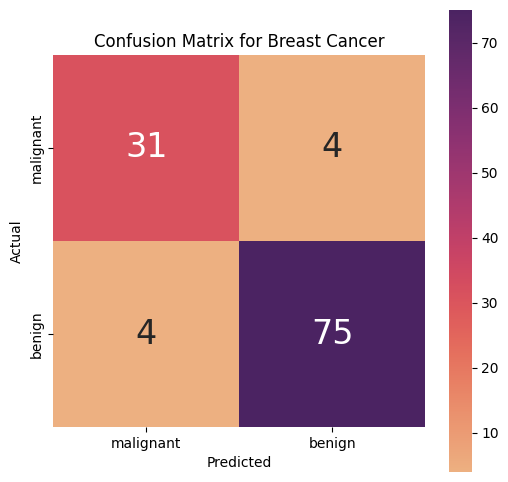 Confusion Matrix for Breast Cancer
Actual
malignant
31
4
benign
4
75
malignant
benign
Predicted
70
60
50
40
30
20
10